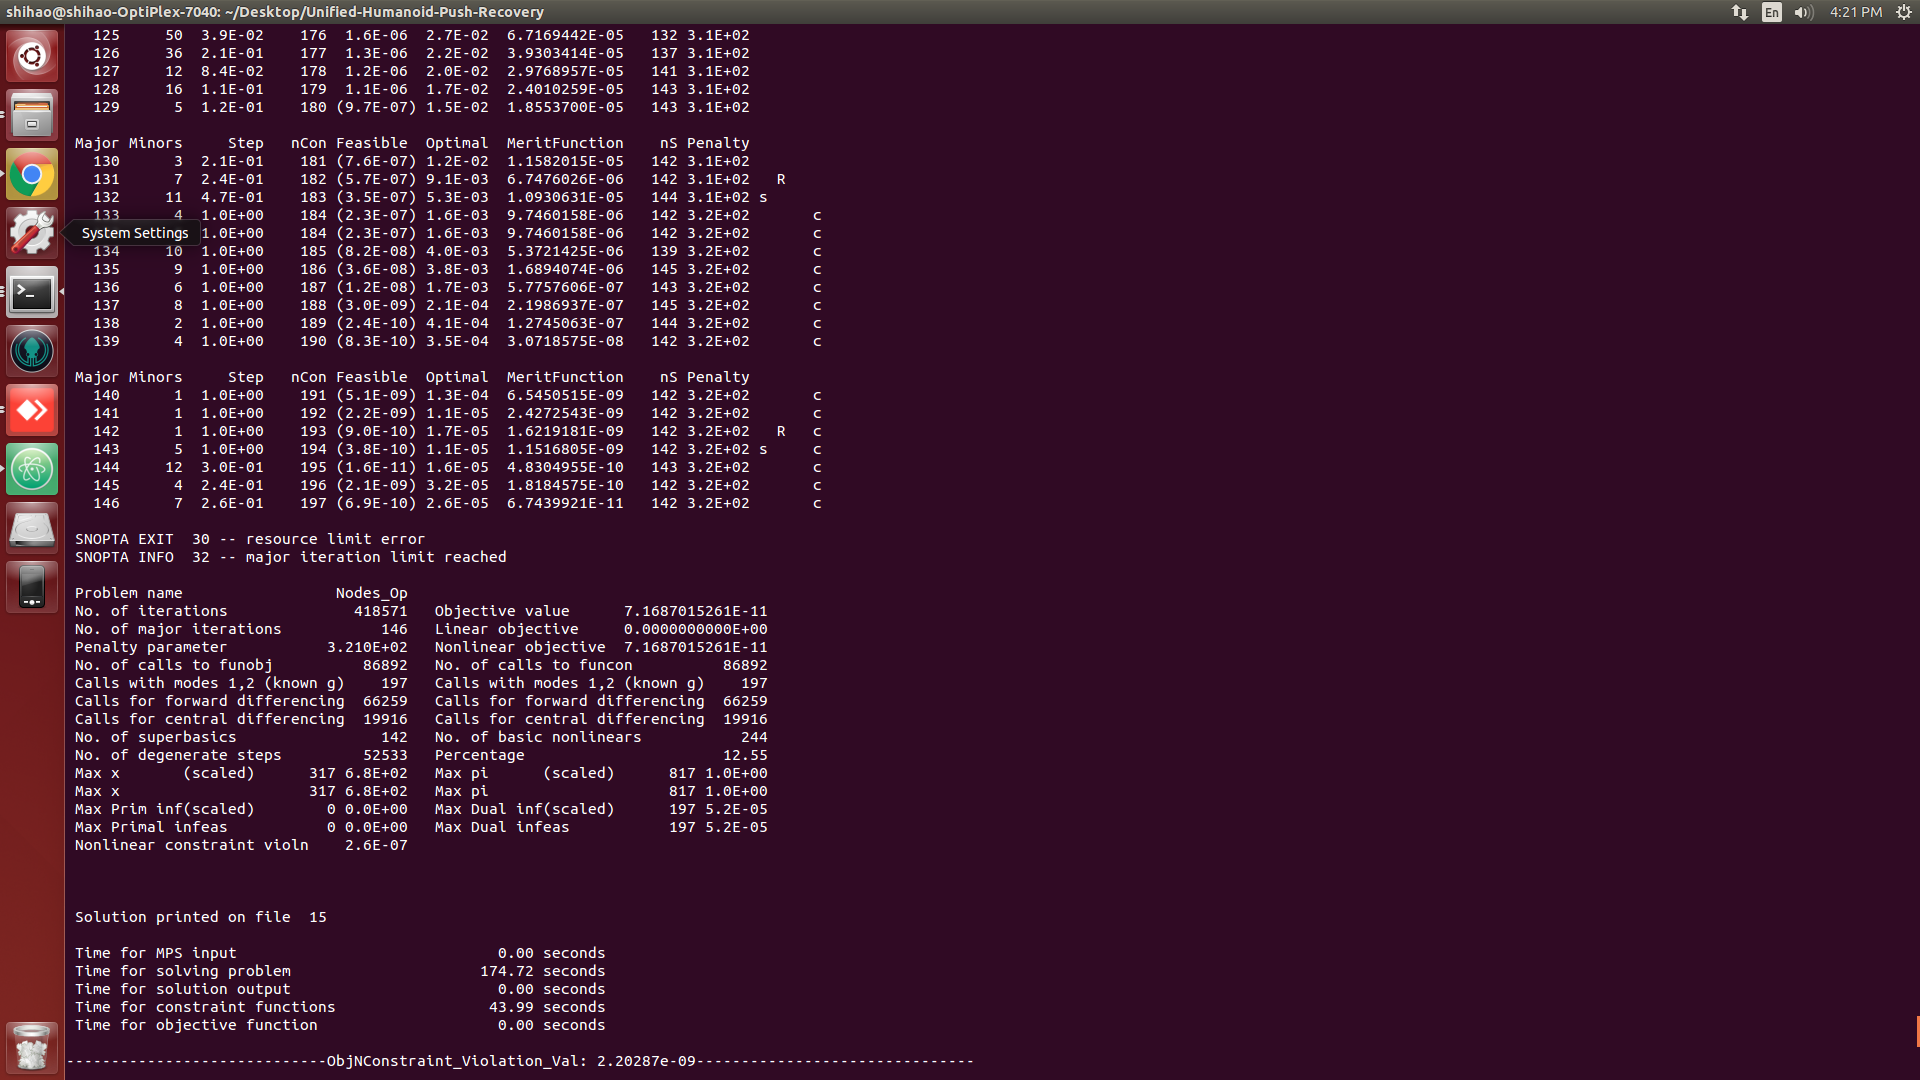 shihao@shihao-OptiPlex-7040: ~/Desktop/Unified-Humanoid-Push-Recovery En 4:21 PM
125 50 3.9E-02 176 1.6E-06 2.7E-02 6.7169442E-05 132 3.1E+02
126 36 2.1E-01 177 1.3E-06 2.2E-02 3.9303414E-05 137 3.1E+02
127 12 8.4E-02 178 1.2E-06 2.0E-02 2.9768957E-05 141 3.1E+02
128 16 1.1E-01 179 1.1E-06 1.7E-02 2.4010259E-05 143 3.1E+02
129 5 1.2E-01 180 (9.7E-07) 1.5E-02 1.8553700E-05 143 3.1E+02
Major Minors Step nCon Feasible Optimal MeritFunction nS Penalty
130 3 2.1E-01 181 (7.6E-07) 1.2E-02 1.1582015E-05 142 3.1E+02
131 7 2.4E-01 182 (5.7E-07) 9.1E-03 6.7476026E-06 142 3.1E+02 R
132 11 4.7E-01 183 (3.5E-07) 5.3E-03 1.0930631E-05 144 3.1E+02 s
133 4 1.0E+00 184 (2.3E-07) 1.6E-03 9.7460158E-06 142 3.2E+02 c
System Settings 1.0E+00 184 (2.3E-07) 1.6E-03 9.7460158E-06 142 3.2E+02 c
134 10 1.0E+00 185 (8.2E-08) 4.0E-03 5.3721425E-06 139 3.2E+02 c
135 9 1.0E+00 186 (3.6E-08) 3.8E-03 1.6894074E-06 145 3.2E+02 c
136 6 1.0E+00 187 (1.2E-08) 1.7E-03 5.7757606E-07 143 3.2E+02 c
137 8 1.0E+00 188 (3.0E-09) 2.1E-04 2.1986937E-07 145 3.2E+02 c
138 2 1.0E+00 189 (2.4E-10) 4.1E-04 1.2745063E-07 144 3.2E+02 c
139 4 1.0E+00 190 (8.3E-10) 3.5E-04 3.0718575E-08 142 3.2E+02 c
Major Minors Step nCon Feasible Optimal MeritFunction nS Penalty
140 1 1.0E+00 191 (5.1E-09) 1.3E-04 6.5450515E-09 142 3.2E+02 c
141 1 1.0E+00 192 (2.2E-09) 1.1E-05 2.4272543E-09 142 3.2E+02 c
142 1 1.0E+00 193 (9.0E-10) 1.7E-05 1.6219181E-09 142 3.2E+02 R c
143 5 1.0E+00 194 (3.8E-10) 1.1E-05 1.1516805E-09 142 3.2E+02 s c
144 12 3.0E-01 195 (1.6E-11) 1.6E-05 4.8304955E-10 143 3.2E+02 c
145 4 2.4E-01 196 (2.1E-09) 3.2E-05 1.8184575E-10 142 3.2E+02 c
146 7 2.6E-01 197 (6.9E-10) 2.6E-05 6.7439921E-11 142 3.2E+02 c
SNOPTA EXIT 30 -- resource limit error
SNOPTA INFO 32 -- major iteration limit reached
Problem name Nodes_Op
No. of iterations 418571 Objective value 7.1687015261E-11
No. of major iterations 146 Linear objective 0.0000000000E+00
Penalty parameter 3.210E+02 Nonlinear objective 7.1687015261E-11
No. of calls to funobj 86892 No. of calls to funcon 86892
Calls with modes 1,2 (known g) 197 Calls with modes 1,2 (known g) 197
Calls for forward differencing 66259 Calls for forward differencing 66259
Calls for central differencing 19916 Calls for central differencing 19916
No. of superbasics 142 No. of basic nonlinears 244
No. of degenerate steps 52533 Percentage 12.55
Max x (scaled) 317 6.8E+02 Max pi (scaled) 817 1.0E+00
Max x 317 6.8E+02 Max pi 817 1.0E+00
Max Prim inf(scaled) 0 0.0E+00 Max Dual inf(scaled) 197 5.2E-05
Max Primal infeas 0 0.0E+00 Max Dual infeas 197 5.2E-05
Nonlinear constraint violn 2.6E-07
Solution printed on file 15
Time for MPS input 0.00 seconds
Time for solving problem 174.72 seconds
Time for solution output 0.00 seconds
Time for constraint functions 43.99 seconds
Time for objective function 0.00 seconds
-----------------------------ObjNConstraint_Violation_Val: 2.20287e-09-------------------------------